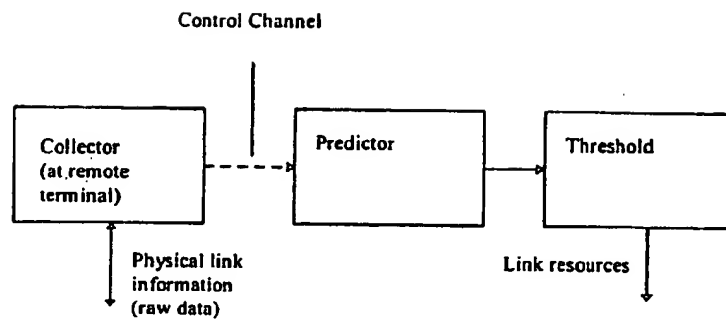 Control Channel
Collector
(at remote
terminal)
Predictor
Threshold
Physical link
information
(raw data)
Link resources